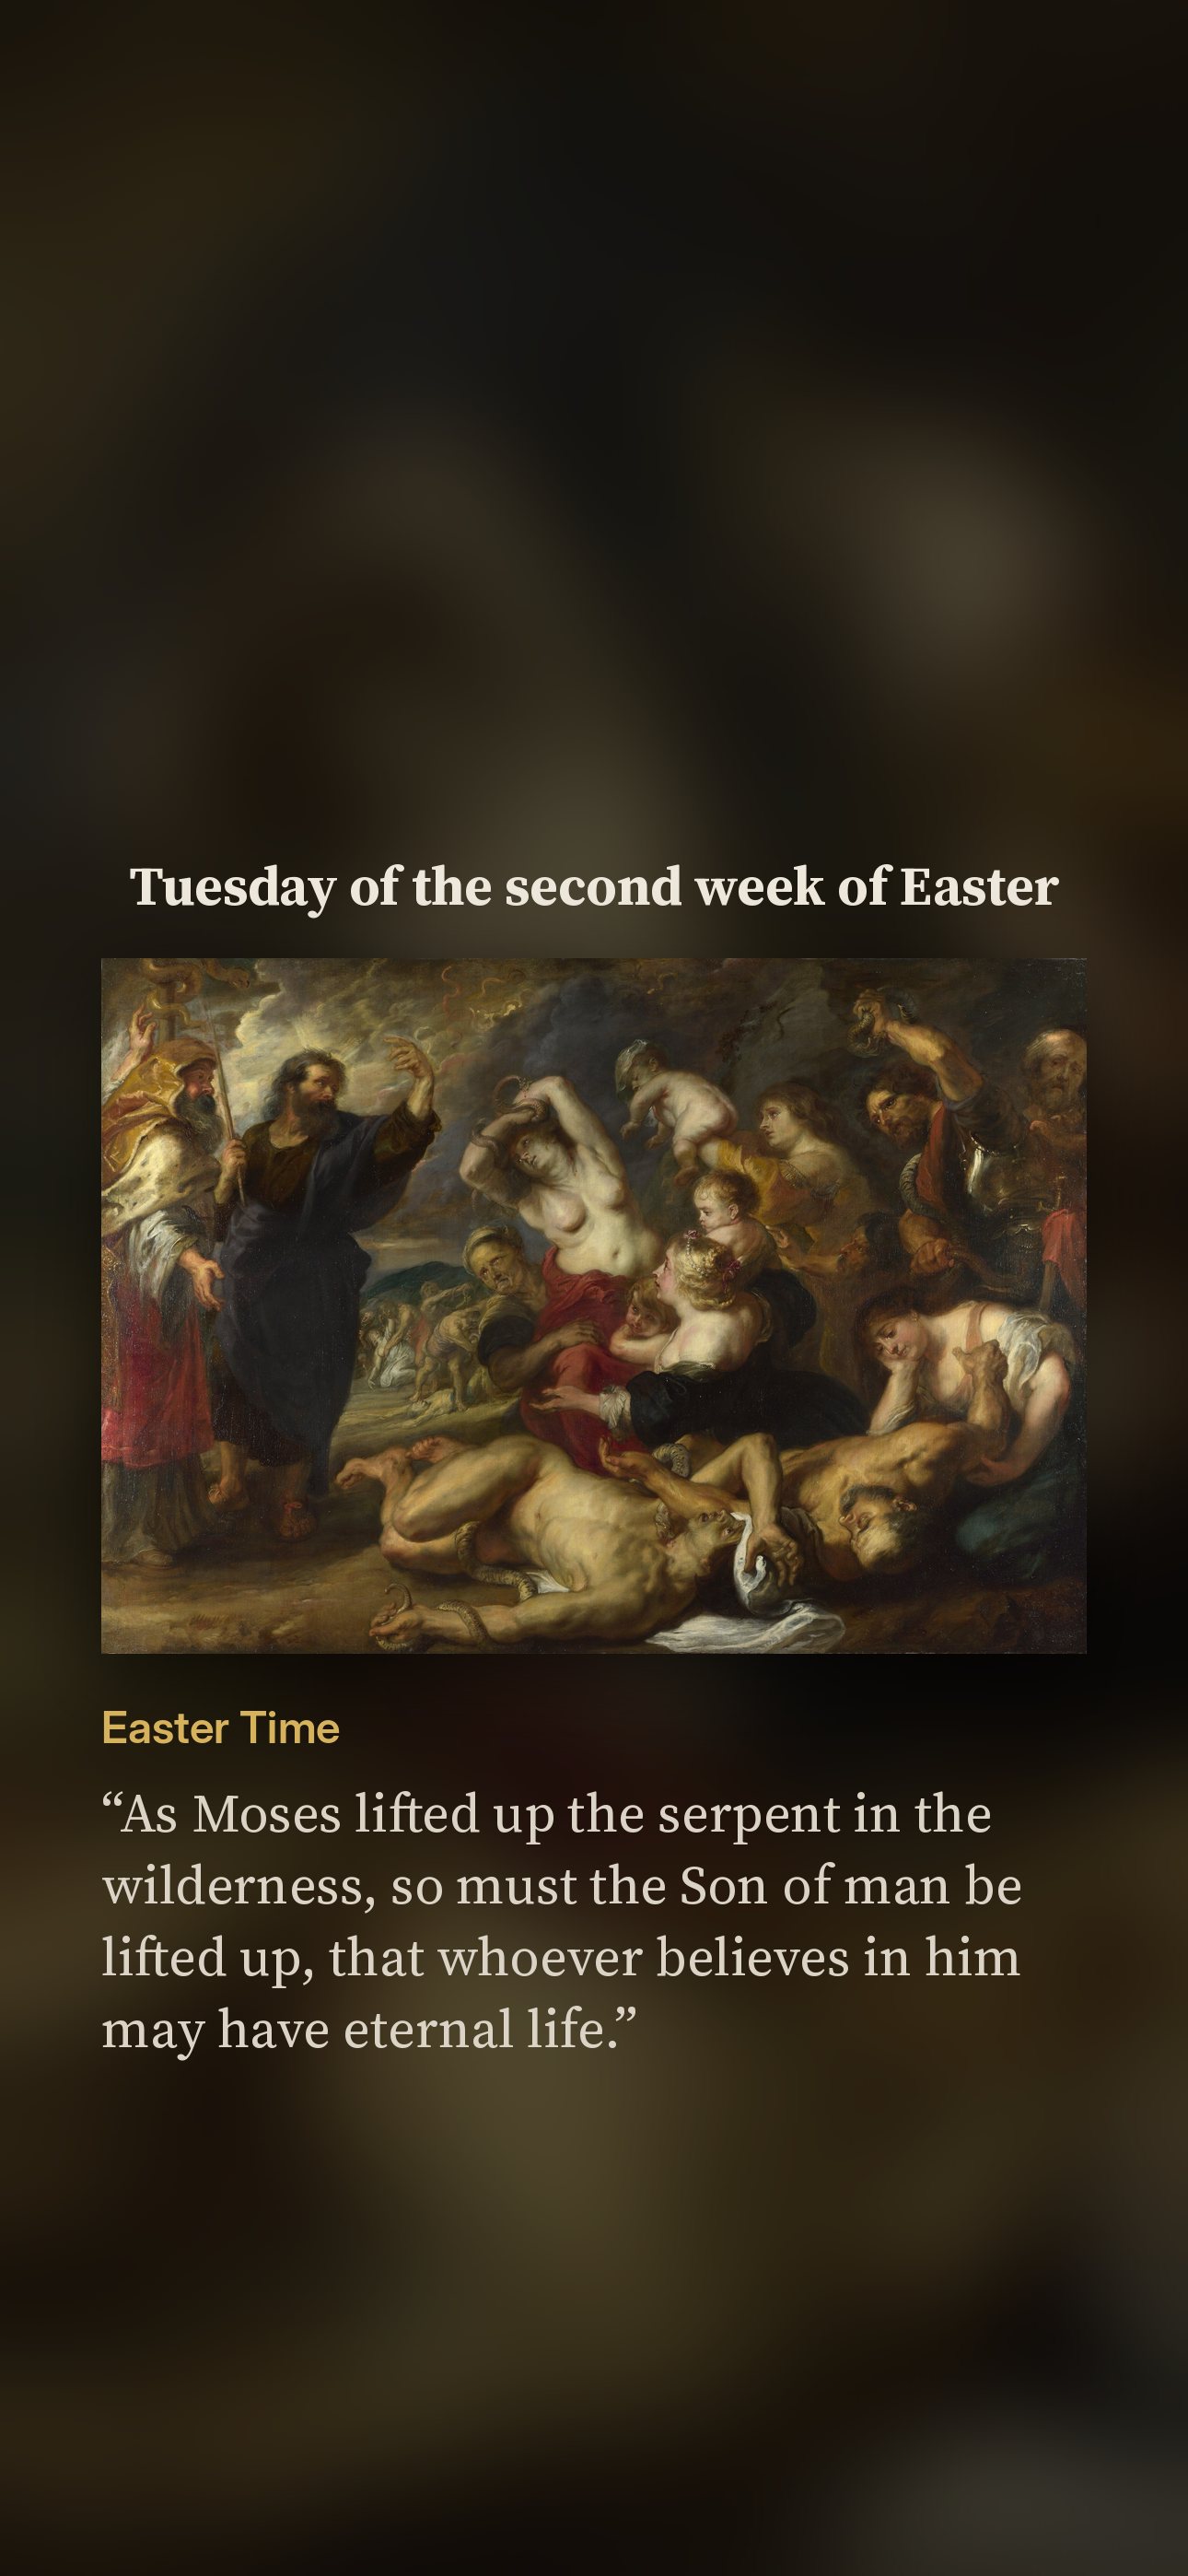 Tuesday of the second week of Easter
Easter Time
“As Moses lifted up the serpent in the
wilderness, so must the Son of man be
lifted up, that whoever believes in him
may have eternal life.”